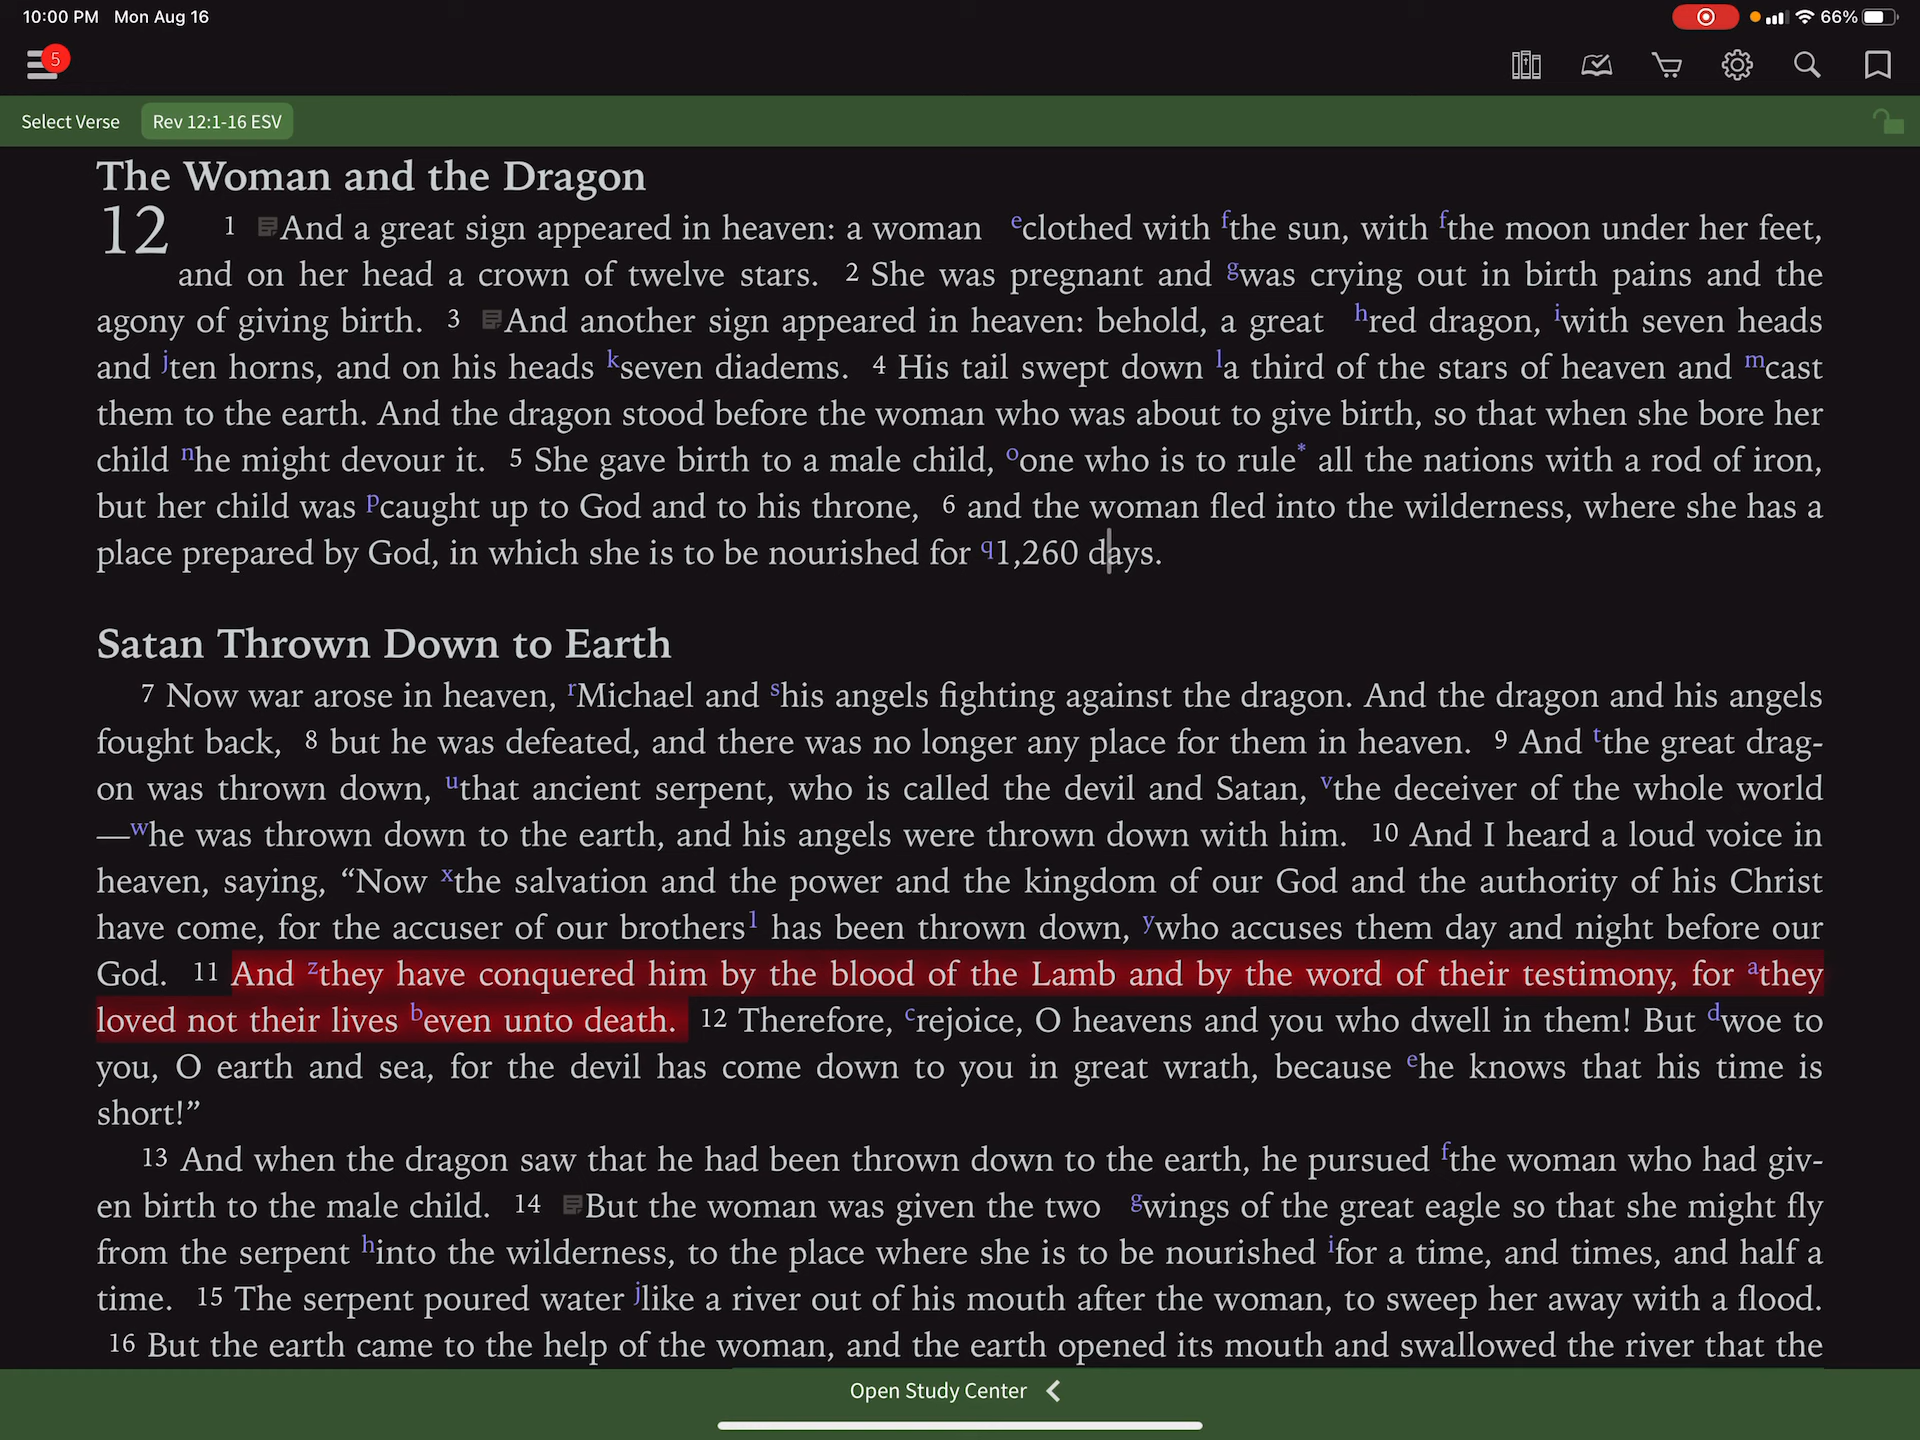 10:00 PM Mon Aug 16 66%
5
Select Verse Rev 12:1-16 ESV
The Woman and the Dragon
12 1 And a great sign appeared in heaven: a woman eclothed with fthe sun, with fthe moon under her feet,
and on her head a crown of twelve stars. 2 She was pregnant and gwas crying out in birth pains and the
agony of giving birth. 3 And another sign appeared in heaven: behold, a great hred dragon, iwith seven heads
and jten horns, and on his heads kseven diadems. 4 His tail swept down la third of the stars of heaven and mcast
them to the earth. And the dragon stood before the woman who was about to give birth, so that when she bore her
child nhe might devour it. 5 She gave birth to a male child, oone who is to rule* all the nations with a rod of iron,
but her child was pcaught up to God and to his throne, 6 and the woman fled into the wilderness, where she has a
place prepared by God, in which she is to be nourished for q1,260 days.
Satan Thrown Down to Earth
7 Now war arose in heaven, rMichael and shis angels fighting against the dragon. And the dragon and his angels
fought back, 8 but he was defeated, and there was no longer any place for them in heaven. 9 And tthe great drag-
on was thrown down, uthat ancient serpent, who is called the devil and Satan, vthe deceiver of the whole world
—whe was thrown down to the earth, and his angels were thrown down with him. 10 And I heard a loud voice in
heaven, saying, “Now xthe salvation and the power and the kingdom of our God and the authority of his Christ
have come, for the accuser of our brothers1 has been thrown down, ywho accuses them day and night before our
God. 11 And zthey have conquered him by the blood of the Lamb and by the word of their testimony, for athey
loved not their lives beven unto death. 12 Therefore, crejoice, O heavens and you who dwell in them! But dwoe to
you, O earth and sea, for the devil has come down to you in great wrath, because ehe knows that his time is
short!”
13 And when the dragon saw that he had been thrown down to the earth, he pursued fthe woman who had giv-
en birth to the male child. 14 But the woman was given the two gwings of the great eagle so that she might fly
from the serpent hinto the wilderness, to the place where she is to be nourished ifor a time, and times, and half a
time. 15 The serpent poured water jlike a river out of his mouth after the woman, to sweep her away with a flood.
16 But the earth came to the help of the woman, and the earth opened its mouth and swallowed the river that the
Open Study Center